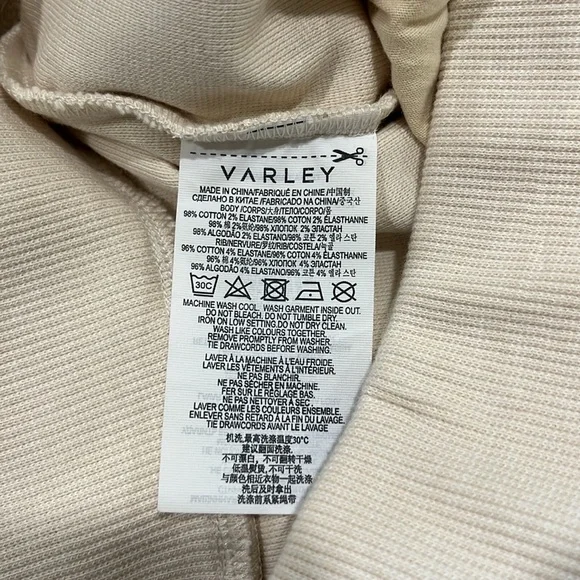 VARLEY
MADE IN CHINA/FABRIQUÉ EN CHINE /中国制
СДЕЛАНО В КИТАЕ /FABRICADO NA CHINA/중국산
BODY /CORPS/大身/ТЕЛО/CORPO/몸
98% COTTON 2% ELASTANE/98% COTON 2% ÉLASTHANNE
98% 棉 2%氨纶/98% ХЛОПОК 2% ЭЛАСТАН
98% ALGODÃO 2% ELASTANO/98% 코튼 2% 엘라 스탄
RIB/NERVURE/罗纹/RIB/COSTELA/늑골
96% COTTON 4% ELASTANE/96% COTON 4% ÉLASTHANNE
96% 棉 4%氨纶/96% ХЛОПОК 4% ЭЛАСТАН
96% ALGODÃO 4% ELASTANO/96% 코튼 4% 엘라 스탄
30C
MACHINE WASH COOL. WASH GARMENT INSIDE OUT.
DO NOT BLEACH. DO NOT TUMBLE DRY.
IRON ON LOW SETTING.DO NOT DRY CLEAN.
WASH LIKE COLOURS TOGETHER.
REMOVE PROMPTLY FROM WASHER.
TIE DRAWCORDS BEFORE WASHING.
LAVER À LA MACHINE À L'EAU FROIDE.
LAVER LES VÊTEMENTS À L'INTÉRIEUR.
NE PAS BLANCHIR.
NE PAS SÉCHER EN MACHINE.
FER SUR LE RÉGLAGE BAS.
NE PAS NETTOYER À SEC .
LAVER COMME LES COULEURS ENSEMBLE.
ENLEVER SANS RETARD À LA FIN DU LAVAGE.
TIE DRAWCORDS AVANT LE LAVAGE
机洗,最高洗涤温度30℃
建议翻面洗涤.
不可漂白，不可翻转干燥
低温熨烫,不可干洗
与颜色相近衣物一起洗涤
洗后及时拿出
洗涤前系紧绳带